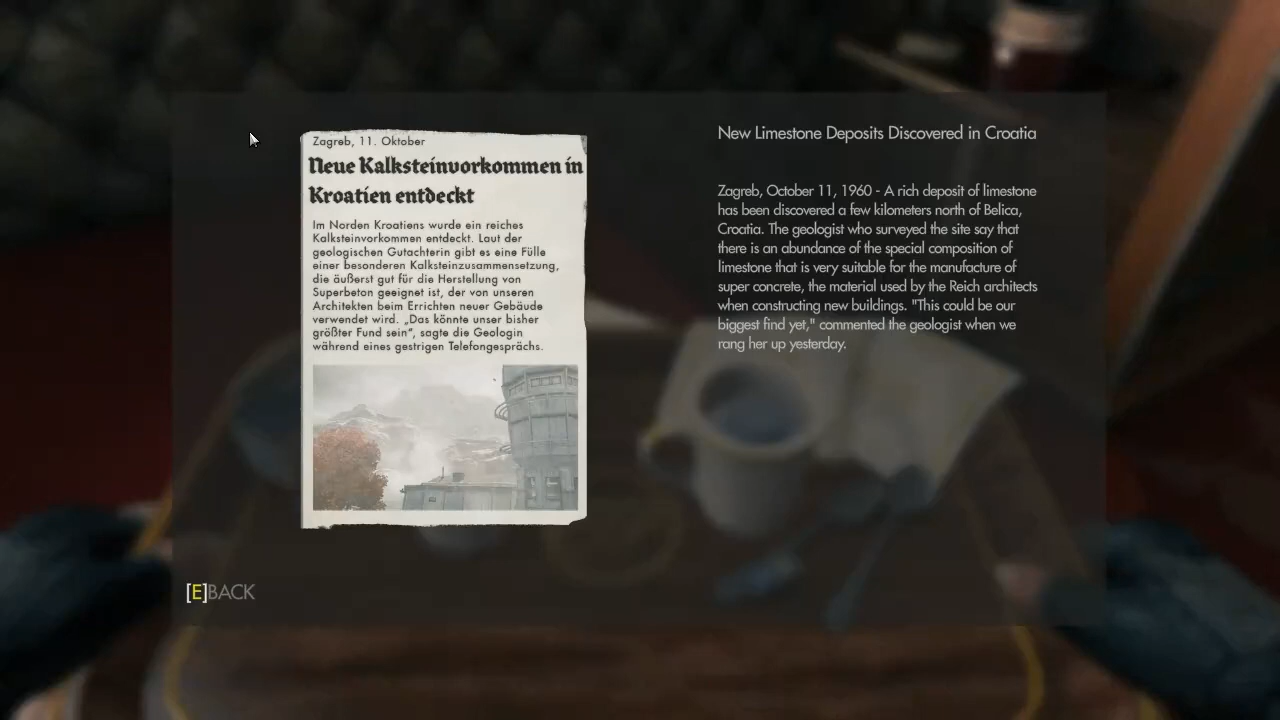 Zagreb, 11. Oktober
Neue Kalksteinvorkommen in
Kroatien entdeckt
Im Norden Kroatiens wurde ein reiches
Kalksteinvorkommen entdeckt. Laut der
geologischen Gutachterin gibt es eine Fülle
einer besonderen Kalksteinzusammensetzung,
die äußerst gut für die Herstellung von
Superbeton geeignet ist, der von unseren
Architekten beim Errichten neuer Gebäude
verwendet wird. „Das könnte unser bisher
größter Fund sein“, sagte die Geologin
während eines gestrigen Telefongesprächs.
New Limestone Deposits Discovered in Croatia
Zagreb, October 11, 1960 - A rich deposit of limestone
has been discovered a few kilometers north of Belica,
Croatia. The geologist who surveyed the site say that
there is an abundance of the special composition of
limestone that is very suitable for the manufacture of
super concrete, the material used by the Reich architects
when constructing new buildings. "This could be our
biggest find yet," commented the geologist when we
rang her up yesterday.
[E]BACK